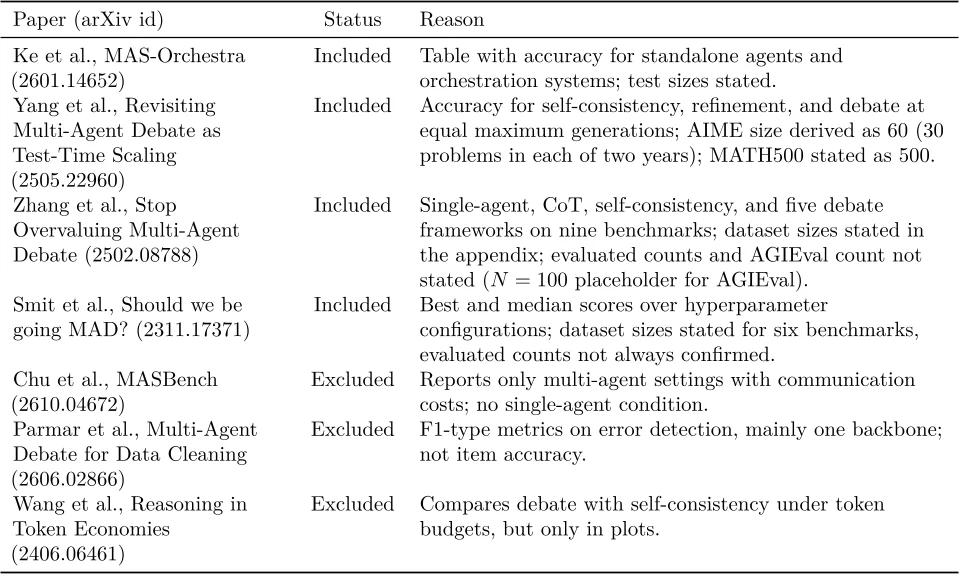 Paper (arXiv id) Status Reason
Ke et al., MAS-Orchestra Included Table with accuracy for standalone agents and
(2601.14652) orchestration systems; test sizes stated.
Yang et al., Revisiting Included Accuracy for self-consistency, refinement, and debate at
Multi-Agent Debate as equal maximum generations; AIME size derived as 60 (30
Test-Time Scaling problems in each of two years); MATH500 stated as 500.
(2505.22960)
Zhang et al., Stop Included Single-agent, CoT, self-consistency, and five debate
Overvaluing Multi-Agent frameworks on nine benchmarks; dataset sizes stated in
Debate (2502.08788) the appendix; evaluated counts and AGIEval count not
stated (N = 100 placeholder for AGIEval).
Smit et al., Should we be Included Best and median scores over hyperparameter
going MAD? (2311.17371) configurations; dataset sizes stated for six benchmarks,
evaluated counts not always confirmed.
Chu et al., MASBench Excluded Reports only multi-agent settings with communication
(2610.04672) costs; no single-agent condition.
Parmar et al., Multi-Agent Excluded F1-type metrics on error detection, mainly one backbone;
Debate for Data Cleaning not item accuracy.
(2606.02866)
Wang et al., Reasoning in Excluded Compares debate with self-consistency under token
Token Economies budgets, but only in plots.
(2406.06461)